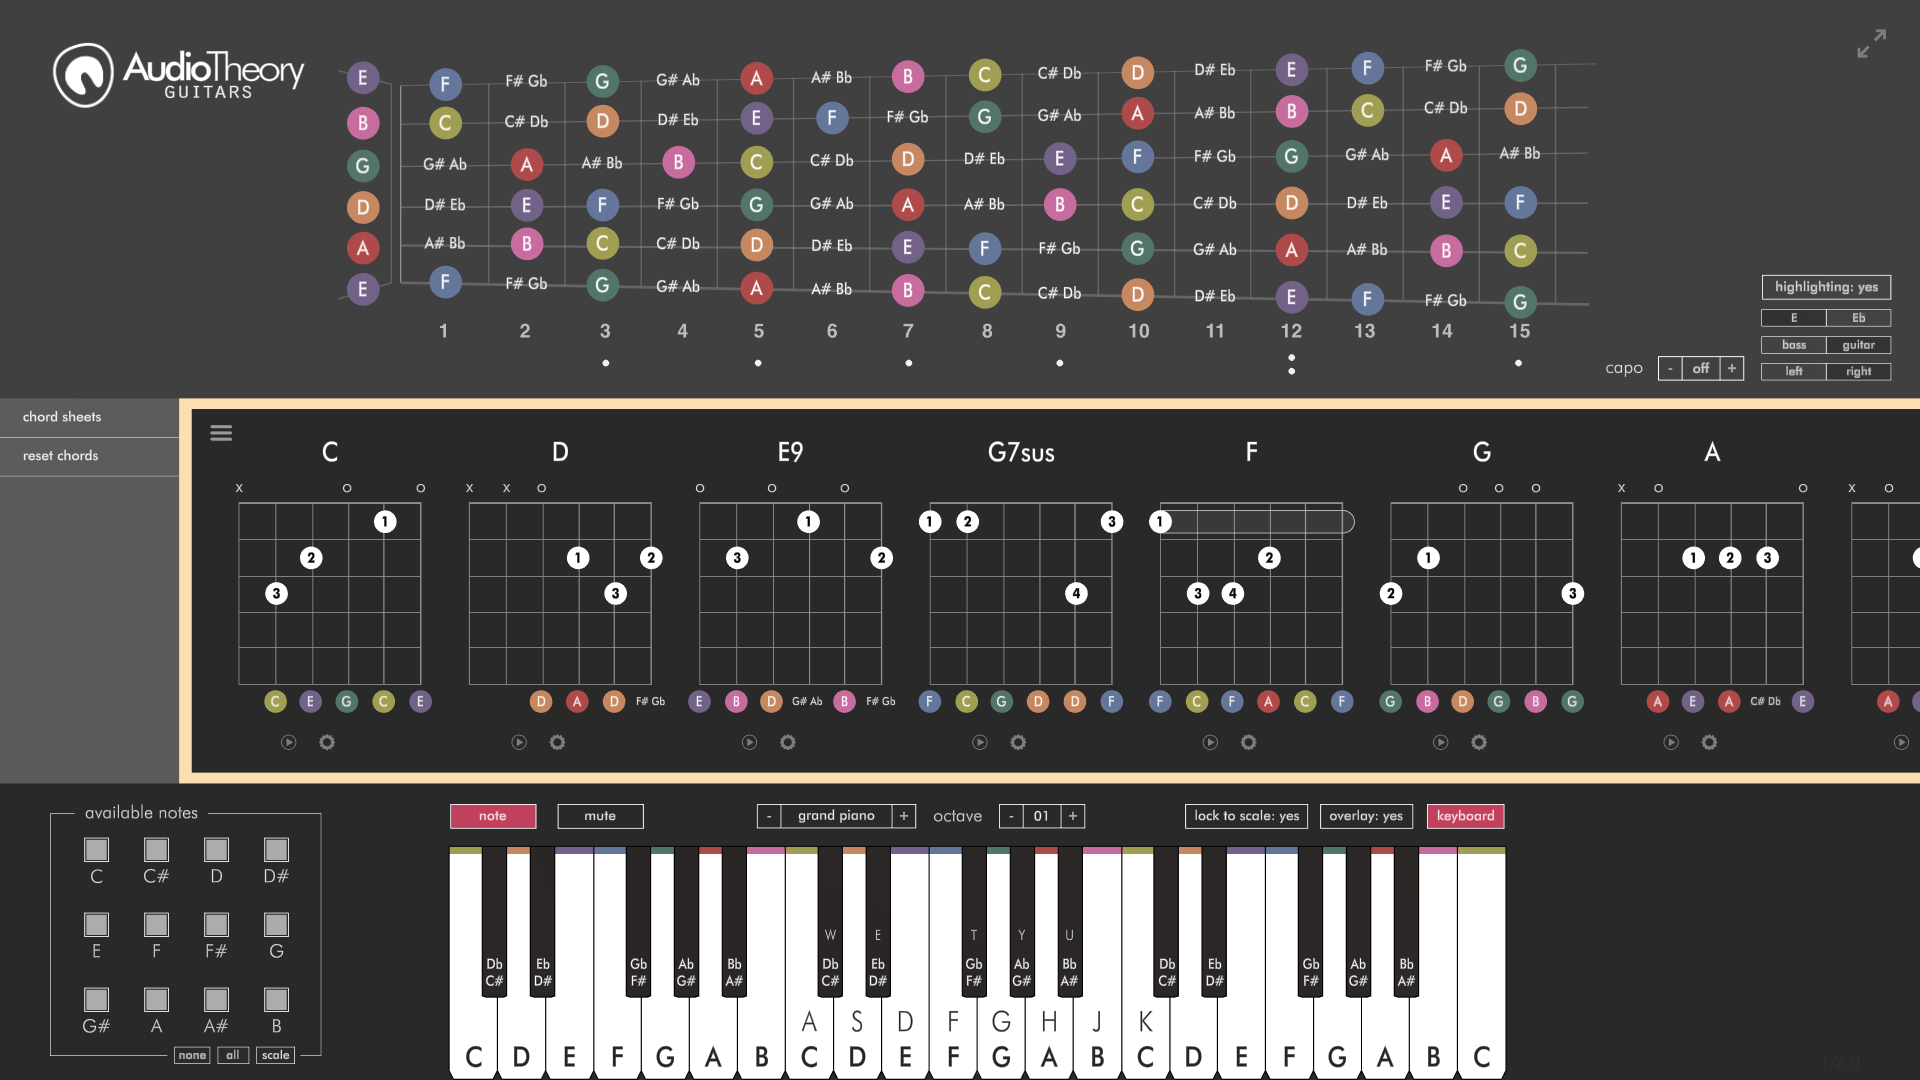 AudioTheory
GUITARS
E F F# Gb G G# Ab A A# Bb B C C# Db D D# Eb E F F# Gb G
B C C# Db D D# Eb E F F# Gb G G# Ab A A# Bb B C C# Db D
G G# Ab A A# Bb B C C# Db D D# Eb E F F# Gb G G# Ab A A# Bb
D D# Eb E F F# Gb G G# Ab A A# Bb B C C# Db D D# Eb E F
A A# Bb B C C# Db D D# Eb E F F# Gb G G# Ab A A# Bb B C
E F F# Gb G G# Ab A A# Bb B C C# Db D D# Eb E F F# Gb G
1 2 3 4 5 6 7 8 9 10 11 12 13 14 15
highlighting: yes
E Eb
bass guitar
left right
capo - off +
chord sheets
reset chords
C D E9 G7sus F G A
x o o x x o o o o o o o x o o x o
1 1 1 2 3 1
2 1 2 3 2 2 1 1 2 3
3 3 4 3 4 2 3
C E G C E D A D F# Gb E B D G# Ab B F# Gb F C G D D F F C F A C F G B D G B G A E A C# Db E A
available notes
C C# D D#
E F F# G
G# A A# B
none all scale
note mute - grand piano + octave - 01 + lock to scale: yes overlay: yes keyboard
W E T Y U
Db Eb Gb Ab Bb Db Eb Gb Ab Bb Db Eb Gb Ab Bb
C# D# F# G# A# C# D# F# G# A# C# D# F# G# A#
A S D F G H J K
C D E F G A B C D E F G A B C D E F G A B C
1.2.0